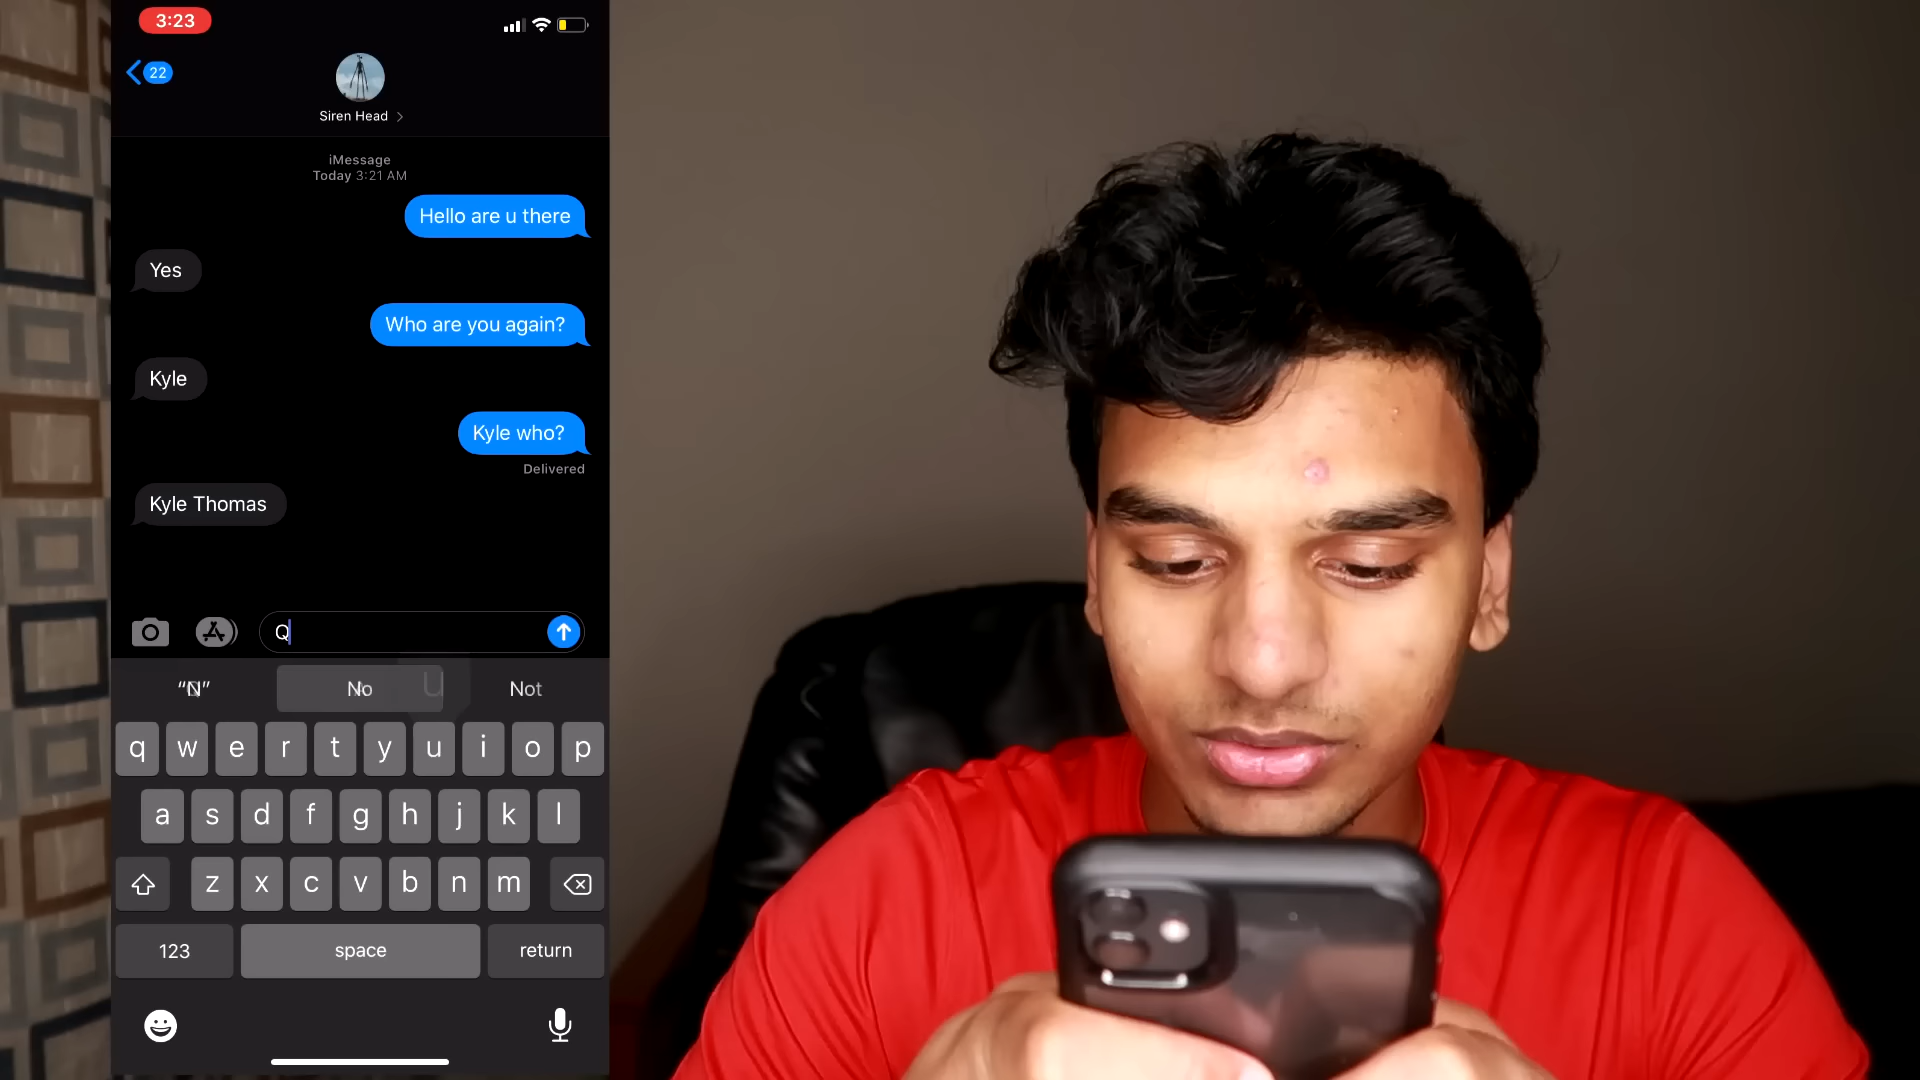 3:23
22
Siren Head
iMessage
Today 3:21 AM
Hello are u there
Yes
Who are you again?
Kyle
Kyle who?
Delivered
Kyle Thomas
Q
No
Not
q w e r t y u i o p
a s d f g h j k l
z x c v b n m
123 space return